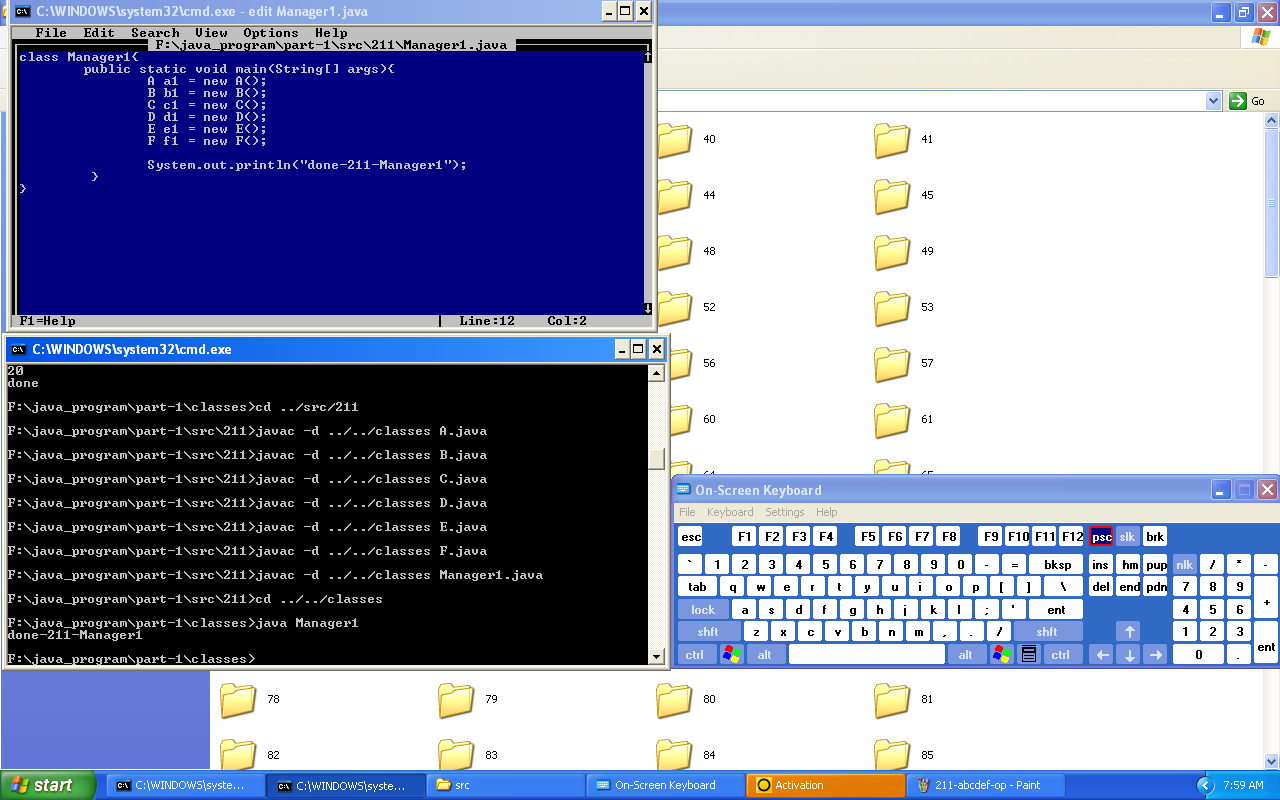 C:\WINDOWS\system32\cmd.exe - edit Manager1.java
File Edit Search View Options Help
F:\java_program\part-1\src\211\Manager1.java
class Manager1{
public static void main(String[] args){
A a1 = new A();
B b1 = new B();
C c1 = new C();
D d1 = new D();
E e1 = new E();
F f1 = new F();
System.out.println("done-211-Manager1");
}
}
F1=Help Line:12 Col:2
Go
40 41
44 45
48 49
52 53
56 57
60 61
C:\WINDOWS\system32\cmd.exe
20
done
F:\java_program\part-1\classes>cd ../src/211
F:\java_program\part-1\src\211>javac -d ../../classes A.java
F:\java_program\part-1\src\211>javac -d ../../classes B.java
F:\java_program\part-1\src\211>javac -d ../../classes C.java
F:\java_program\part-1\src\211>javac -d ../../classes D.java
F:\java_program\part-1\src\211>javac -d ../../classes E.java
F:\java_program\part-1\src\211>javac -d ../../classes F.java
F:\java_program\part-1\src\211>javac -d ../../classes Manager1.java
F:\java_program\part-1\src\211>cd ../../classes
F:\java_program\part-1\classes>java Manager1
done-211-Manager1
F:\java_program\part-1\classes>
On-Screen Keyboard
File Keyboard Settings Help
esc F1 F2 F3 F4 F5 F6 F7 F8 F9 F10 F11 F12 psc slk brk
` 1 2 3 4 5 6 7 8 9 0 - = bksp ins hm pup nlk / * -
tab q w e r t y u i o p [ ] \ del end pdn 7 8 9 +
lock a s d f g h j k l ; ' ent 4 5 6
shft z x c v b n m , . / shft ↑ 1 2 3 ent
ctrl alt alt ctrl ← ↓ → 0 .
78 79 80 81
82 83 84 85
start C:\WINDOWS\syste... C:\WINDOWS\syste... src On-Screen Keyboard Activation 211-abcdef-op - Paint 7:59 AM